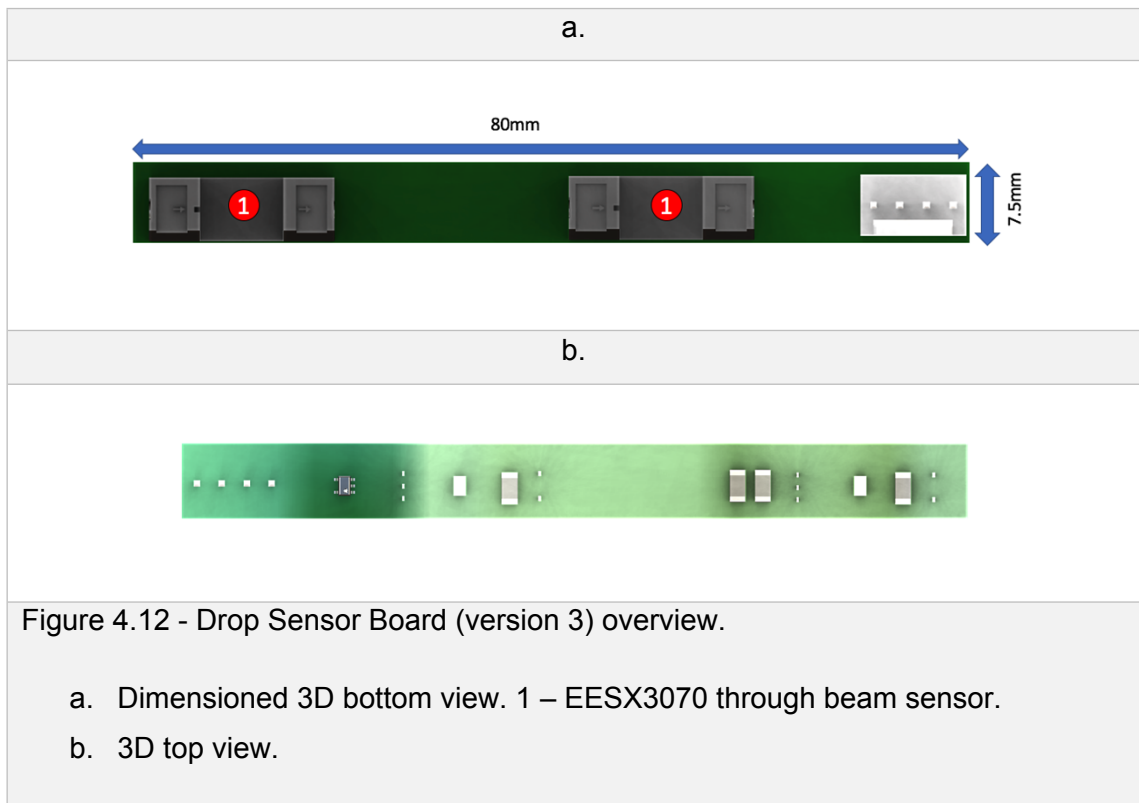 a.
80mm
1
1
7.5mm
b.
Figure 4.12 - Drop Sensor Board (version 3) overview.
a. Dimensioned 3D bottom view. 1 – EESX3070 through beam sensor.
b. 3D top view.